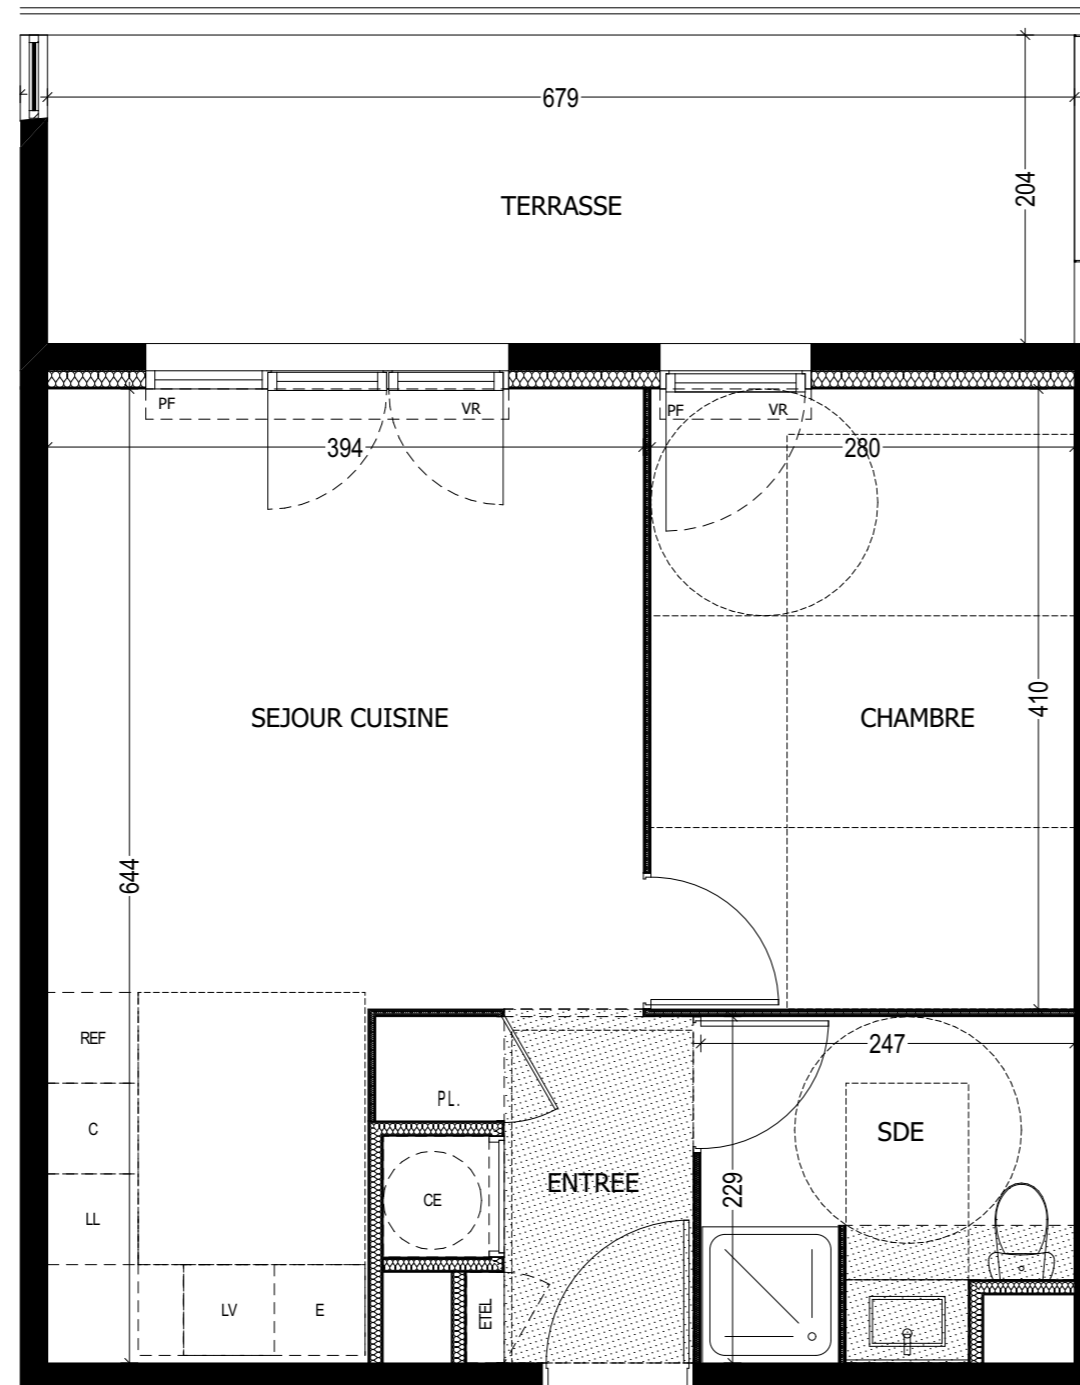 679
204
TERRASSE
PF
VR
PF
VR
394
280
SEJOUR CUISINE
CHAMBRE
410
644
REF
C
LL
LV
E
PL.
CE
ETEL
ENTREE
247
SDE
229